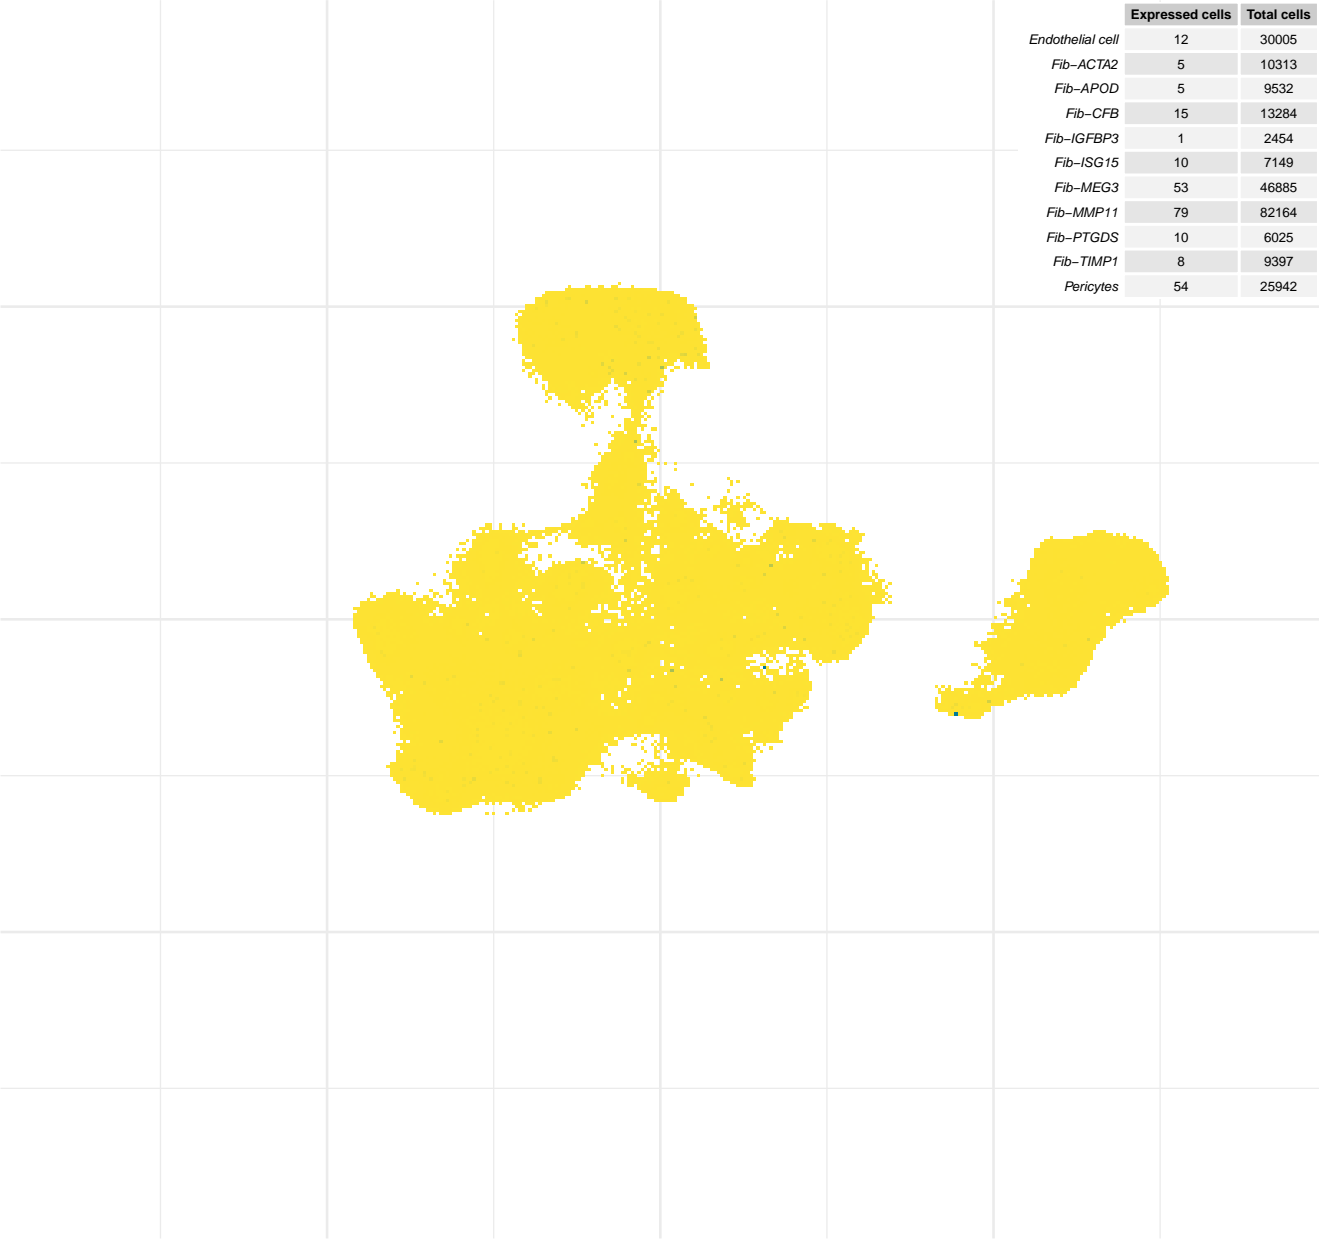 Expressed cells Total cells
Endothelial cell 12 30005
Fib−ACTA2 5 10313
Fib−APOD 5 9532
Fib−CFB 15 13284
Fib−IGFBP3 1 2454
Fib−ISG15 10 7149
Fib−MEG3 53 46885
Fib−MMP11 79 82164
Fib−PTGDS 10 6025
Fib−TIMP1 8 9397
Pericytes 54 25942